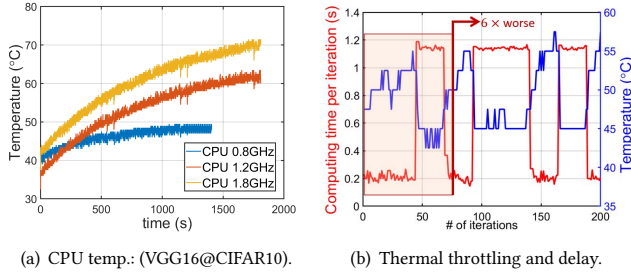 80
70
60
50
40
30
Temperature (°C)
CPU 0.8GHz
CPU 1.2GHz
CPU 1.8GHz
0 500 1000 1500 2000
time (s)
(a) CPU temp.: (VGG16@CIFAR10).
6 × worse
Computing time per iteration (s)
1.4
1.2
1
0.8
0.6
0.4
0.2
0
60
55
50
45
40
35
Temperature (°C)
0 50 100 150 200
# of iterations
(b) Thermal throttling and delay.